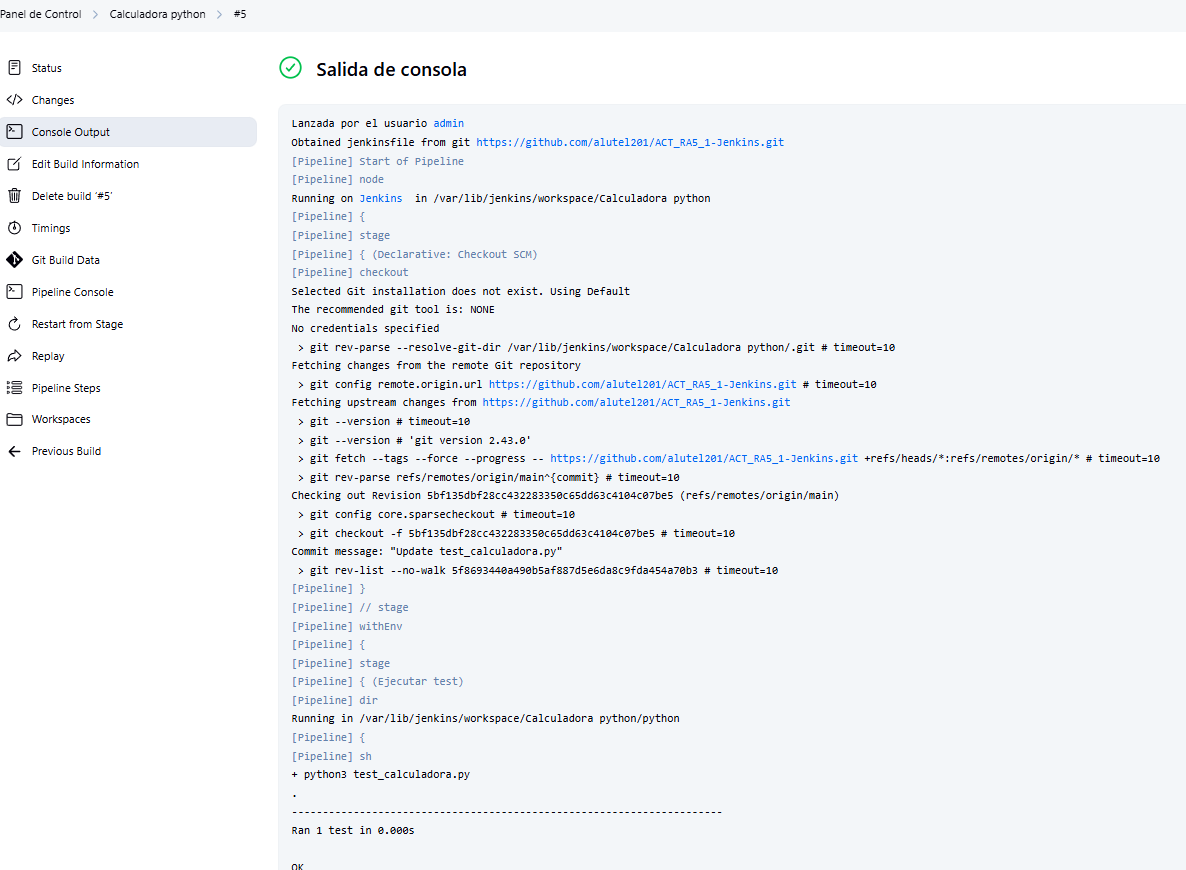 Panel de Control > Calculadora python > #5
Status
Changes
Console Output
Edit Build Information
Delete build '#5'
Timings
Git Build Data
Pipeline Console
Restart from Stage
Replay
Pipeline Steps
Workspaces
Previous Build
Salida de consola
Lanzada por el usuario admin
Obtained jenkinsfile from git https://github.com/alutel201/ACT_RA5_1-Jenkins.git
[Pipeline] Start of Pipeline
[Pipeline] node
Running on Jenkins  in /var/lib/jenkins/workspace/Calculadora python
[Pipeline] {
[Pipeline] stage
[Pipeline] { (Declarative: Checkout SCM)
[Pipeline] checkout
Selected Git installation does not exist. Using Default
The recommended git tool is: NONE
No credentials specified
 > git rev-parse --resolve-git-dir /var/lib/jenkins/workspace/Calculadora python/.git # timeout=10
Fetching changes from the remote Git repository
 > git config remote.origin.url https://github.com/alutel201/ACT_RA5_1-Jenkins.git # timeout=10
Fetching upstream changes from https://github.com/alutel201/ACT_RA5_1-Jenkins.git
 > git --version # timeout=10
 > git --version # 'git version 2.43.0'
 > git fetch --tags --force --progress -- https://github.com/alutel201/ACT_RA5_1-Jenkins.git +refs/heads/*:refs/remotes/origin/* # timeout=10
 > git rev-parse refs/remotes/origin/main^{commit} # timeout=10
Checking out Revision 5bf135dbf28cc432283350c65dd63c4104c07be5 (refs/remotes/origin/main)
 > git config core.sparsecheckout # timeout=10
 > git checkout -f 5bf135dbf28cc432283350c65dd63c4104c07be5 # timeout=10
Commit message: "Update test_calculadora.py"
 > git rev-list --no-walk 5f8693440a490b5af887d5e6da8c9fda454a70b3 # timeout=10
[Pipeline] }
[Pipeline] // stage
[Pipeline] withEnv
[Pipeline] {
[Pipeline] stage
[Pipeline] { (Ejecutar test)
[Pipeline] dir
Running in /var/lib/jenkins/workspace/Calculadora python/python
[Pipeline] {
[Pipeline] sh
+ python3 test_calculadora.py
.
----------------------------------------------------------------------
Ran 1 test in 0.000s
OK